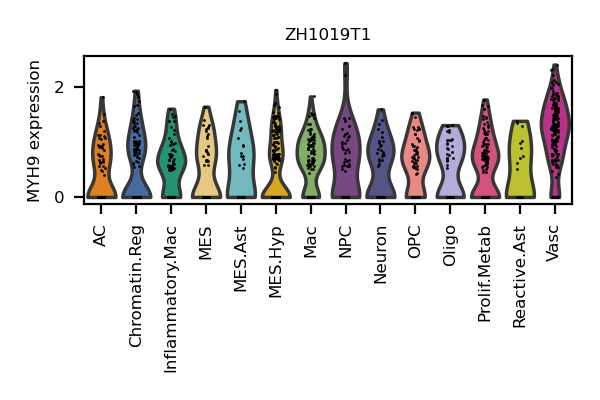 ZH1019T1
MYH9 expression
2
0
AC
Chromatin.Reg
Inflammatory.Mac
MES
MES.Ast
MES.Hyp
Mac
NPC
Neuron
OPC
Oligo
Prolif.Metab
Reactive.Ast
Vasc